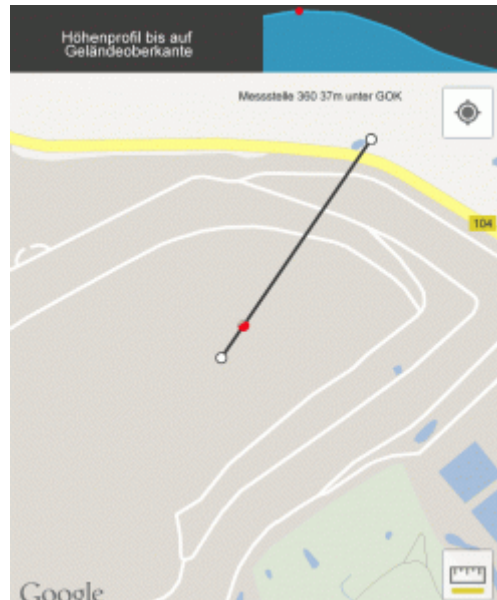 Höhenprofil bis auf
Geländeoberkante
Messstelle 360 37m unter GOK
104
Google